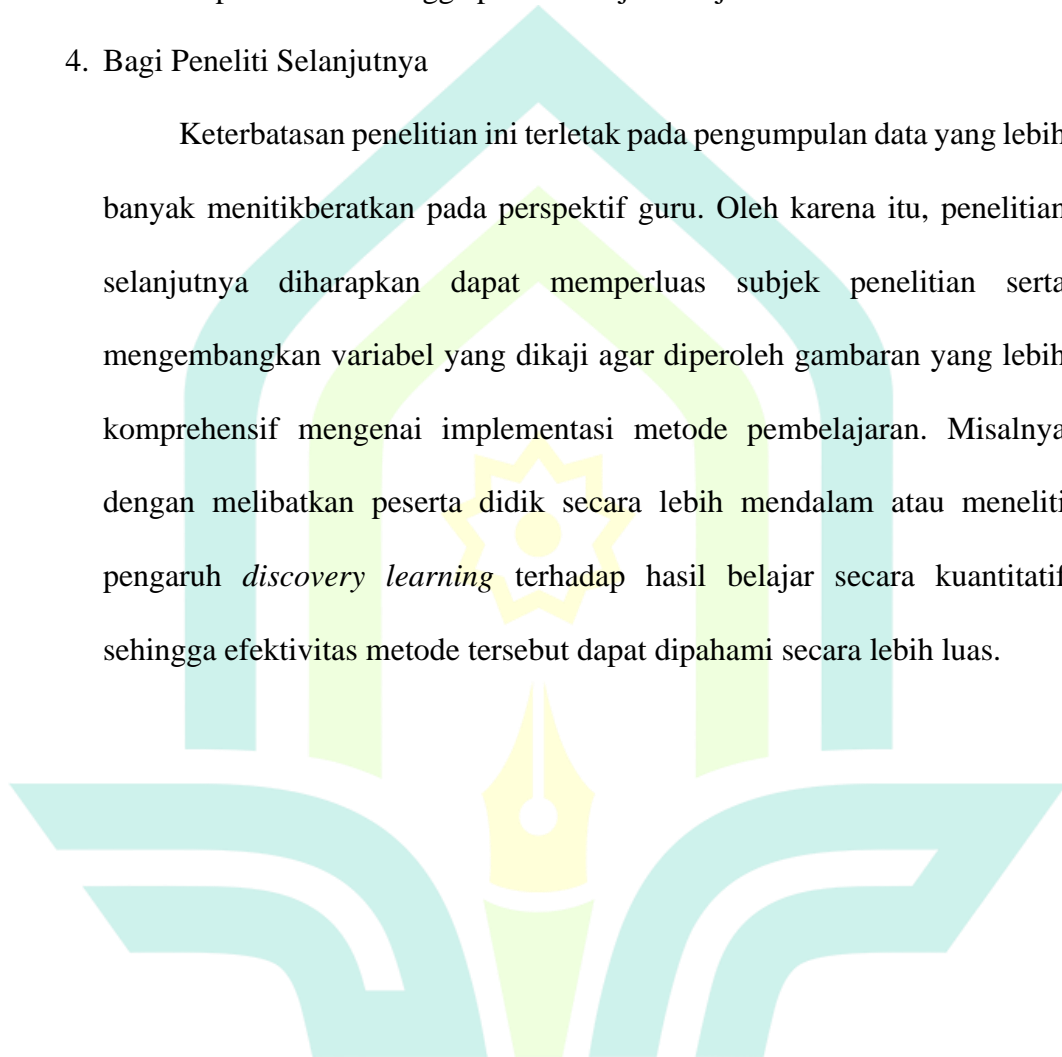 4. Bagi Peneliti Selanjutnya
Keterbatasan penelitian ini terletak pada pengumpulan data yang lebih
banyak menitikberatkan pada perspektif guru. Oleh karena itu, penelitian
selanjutnya diharapkan dapat memperluas subjek penelitian serta
mengembangkan variabel yang dikaji agar diperoleh gambaran yang lebih
komprehensif mengenai implementasi metode pembelajaran. Misalnya
dengan melibatkan peserta didik secara lebih mendalam atau meneliti
pengaruh discovery learning terhadap hasil belajar secara kuantitatif
sehingga efektivitas metode tersebut dapat dipahami secara lebih luas.